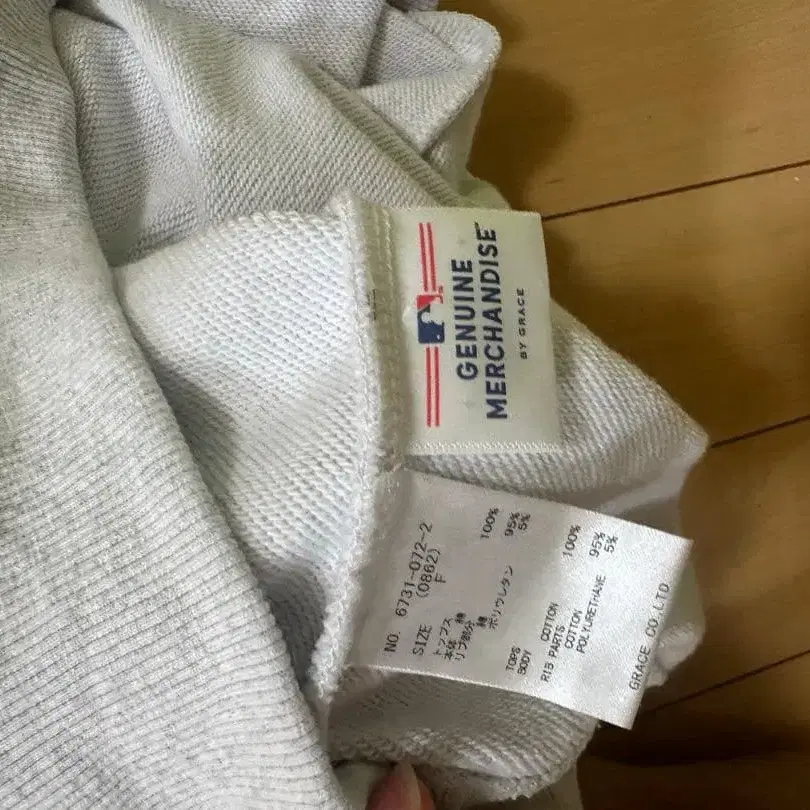 GENUINE
MERCHANDISE™
BY GRACE
NO. 6731-072-2
(0862)
SIZE F
トップス
本体 綿 100%
リブ部分 綿 95%
ポリウレタン 5%
TOPS
BODY COTTON 100%
RIB PARTS COTTON 95%
POLYURETHANE 5%
GRACE CO.,LTD